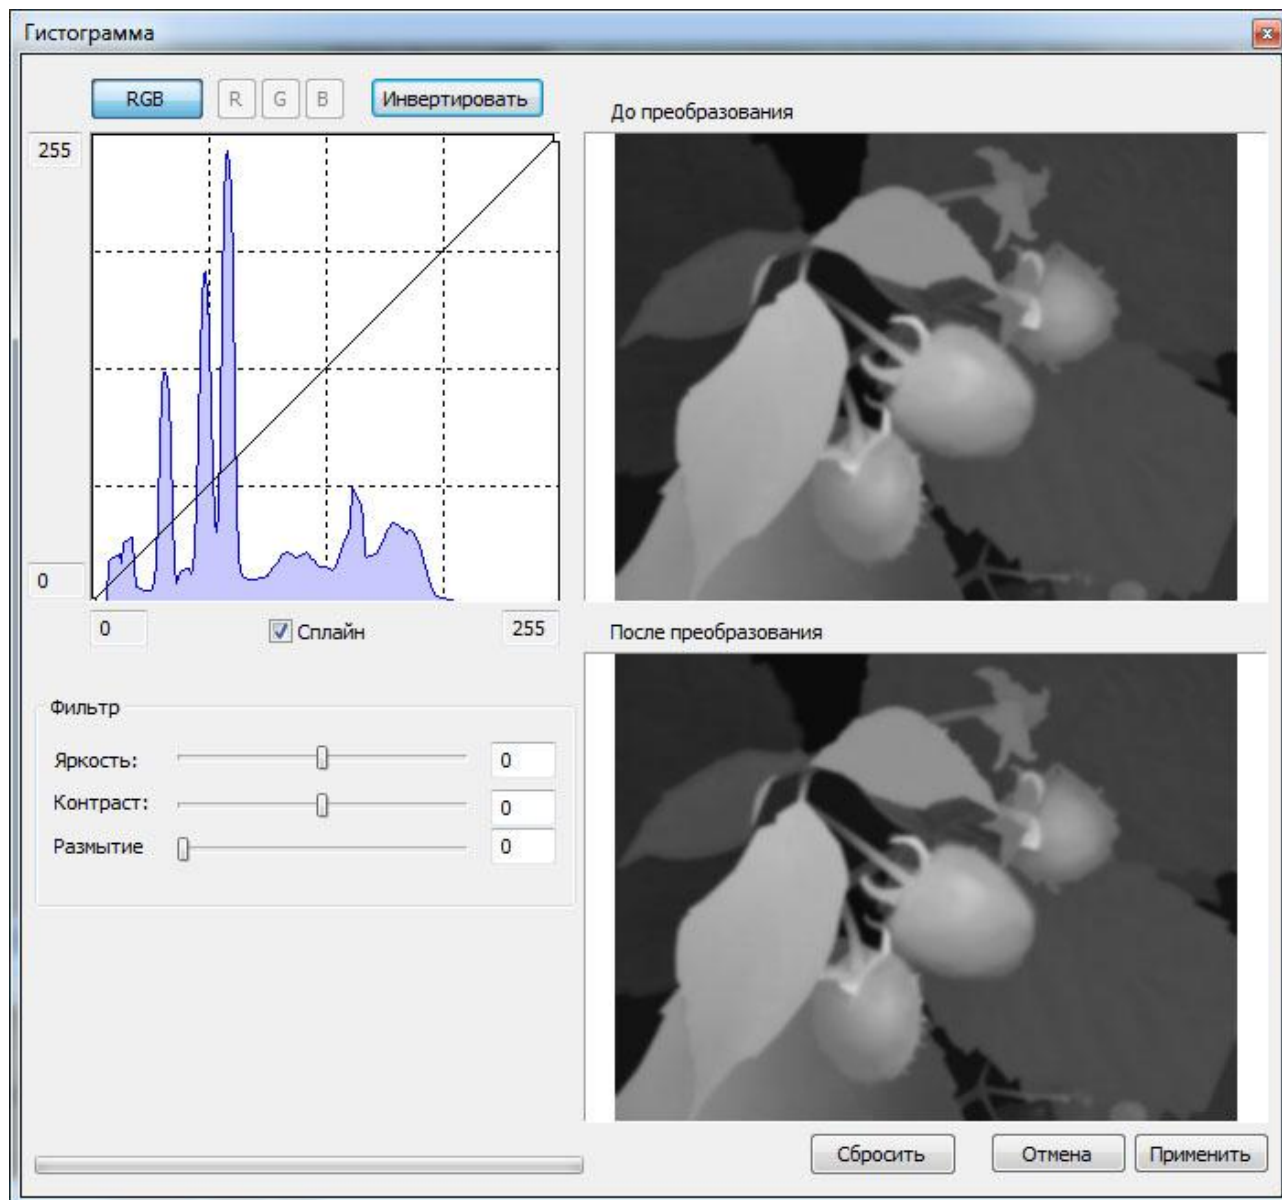 Гистограмма
RGB R G B Инвертировать
До преобразования
255
0
0 Сплайн 255
После преобразования
Фильтр
Яркость: 0
Контраст: 0
Размытие 0
Сбросить Отмена Применить